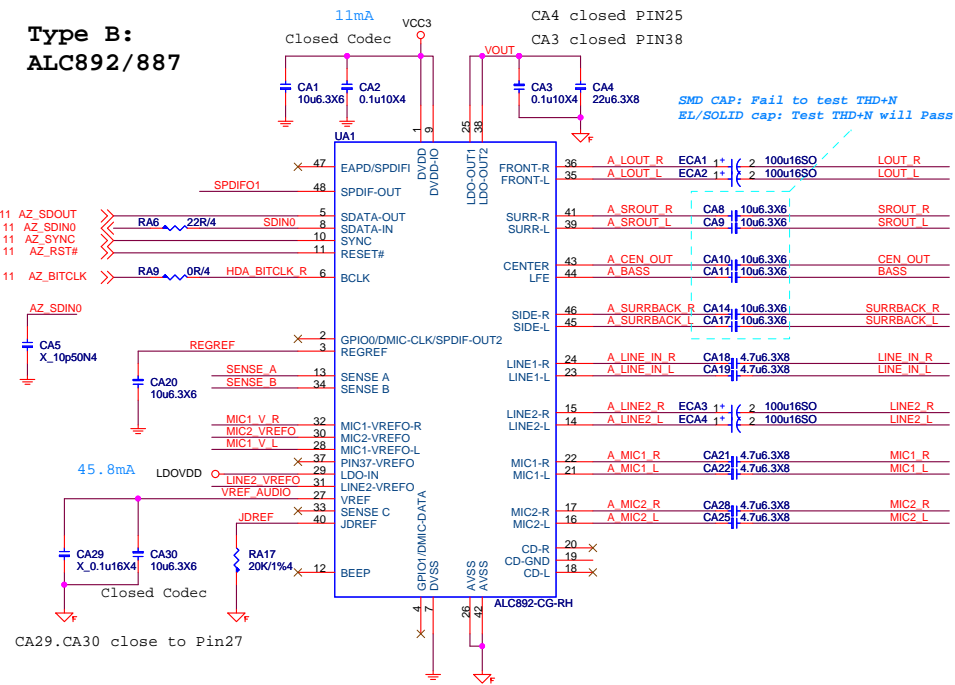 Type B:
ALC892/887
11mA
Closed Codec
VCC3
CA4 closed PIN25
CA3 closed PIN38
VOUT
CA1
10u6.3X6
CA2
0.1u10X4
CA3
0.1u10X4
CA4
22u6.3X8
F
SMD CAP: Fail to test THD+N
EL/SOLID cap: Test THD+N will Pass
UA1
1
9
25
38
DVDD
DVDD-IO
LDO-OUT1
LDO-OUT2
47 EAPD/SPDIFI
SPDIFO1 48 SPDIF-OUT
11 AZ_SDOUT 5 SDATA-OUT
11 AZ_SDIN0 RA6 22R/4 SDIN0 8 SDATA-IN
11 AZ_SYNC 10 SYNC
11 AZ_RST# 11 RESET#
11 AZ_BITCLK RA9 0R/4 HDA_BITCLK_R 6 BCLK
AZ_SDIN0
CA5
X_10p50N4
2 GPIO0/DMIC-CLK/SPDIF-OUT2
REGREF 3 REGREF
CA20
10u6.3X6
SENSE_A 13 SENSE A
SENSE_B 34 SENSE B
MIC1_V_R 32 MIC1-VREFO-R
MIC2_VREFO 30 MIC2-VREFO
MIC1_V_L 28 MIC1-VREFO-L
37 PIN37-VREFO
45.8mA
LDOVDD 29 LDO-IN
LINE2_VREFO 31 LINE2-VREFO
VREF_AUDIO 27 VREF
33 SENSE C
JDREF 40 JDREF
CA29
X_0.1u16X4
CA30
10u6.3X6
RA17
20K/1%4
12 BEEP
Closed Codec
F
F
CA29.CA30 close to Pin27
FRONT-R 36 A_LOUT_R ECA1 1 + 2 100u16SO LOUT_R
FRONT-L 35 A_LOUT_L ECA2 1 + 2 100u16SO LOUT_L
SURR-R 41 A_SROUT_R CA8 10u6.3X6 SROUT_R
SURR-L 39 A_SROUT_L CA9 10u6.3X6 SROUT_L
CENTER 43 A_CEN_OUT CA10 10u6.3X6 CEN_OUT
LFE 44 A_BASS CA11 10u6.3X6 BASS
SIDE-R 46 A_SURRBACK_R CA14 10u6.3X6 SURRBACK_R
SIDE-L 45 A_SURRBACK_L CA17 10u6.3X6 SURRBACK_L
LINE1-R 24 A_LINE_IN_R CA18 4.7u6.3X8 LINE_IN_R
LINE1-L 23 A_LINE_IN_L CA19 4.7u6.3X8 LINE_IN_L
LINE2-R 15 A_LINE2_R ECA3 1 + 2 100u16SO LINE2_R
LINE2-L 14 A_LINE2_L ECA4 1 + 2 100u16SO LINE2_L
MIC1-R 22 A_MIC1_R CA21 4.7u6.3X8 MIC1_R
MIC1-L 21 A_MIC1_L CA22 4.7u6.3X8 MIC1_L
MIC2-R 17 A_MIC2_R CA28 4.7u6.3X8 MIC2_R
MIC2-L 16 A_MIC2_L CA25 4.7u6.3X8 MIC2_L
CD-R 20
CD-GND 19
CD-L 18
GPIO1/DMIC-DATA
DVSS
AVSS
AVSS
4
7
26
42
ALC892-CG-RH
F